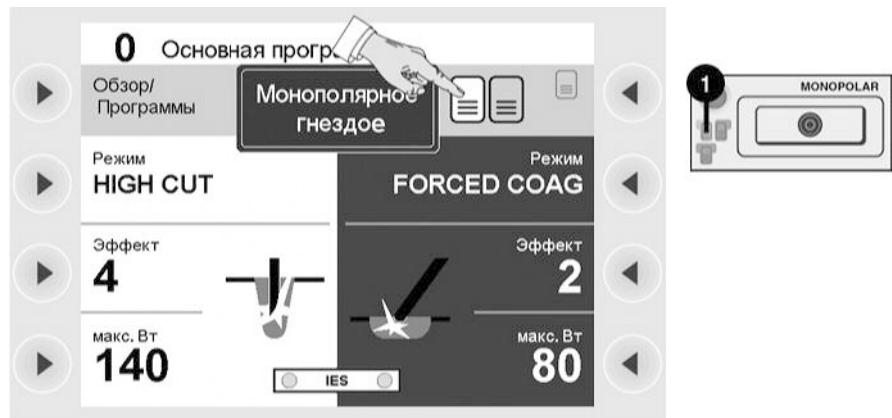 0 Основная прогр
Обзор/
Программы
Монополярное
гнездое
Режим
HIGH CUT
Режим
FORCED COAG
Эффект
4
Эффект
2
макс. Вт
140
макс. Вт
80
IES
1
MONOPOLAR